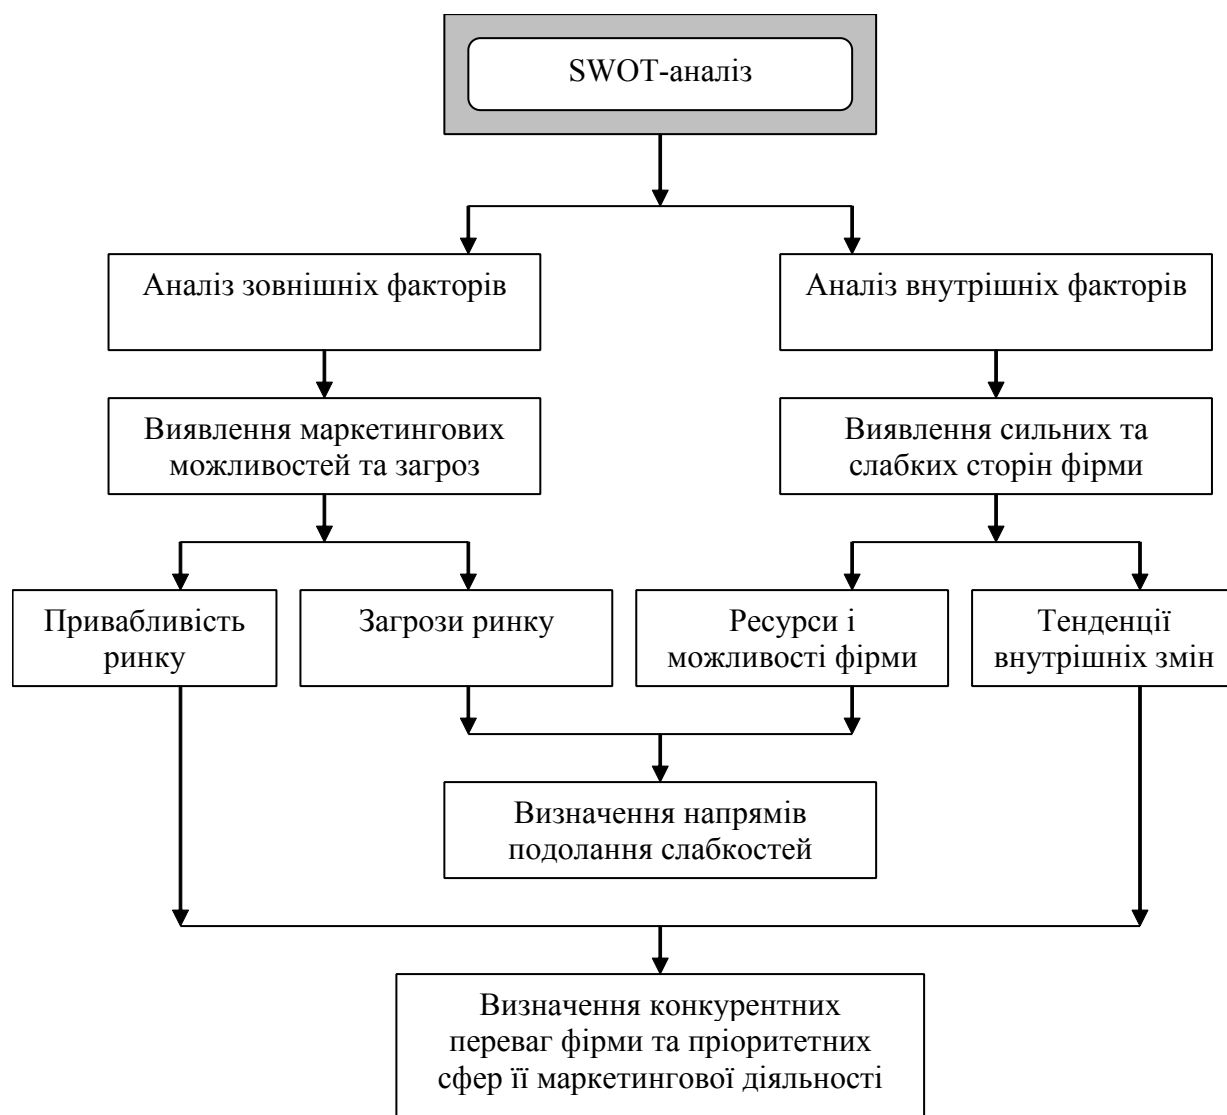 SWOT-аналіз
Аналіз зовнішніх факторів
Аналіз внутрішніх факторів
Виявлення маркетингових
можливостей та загроз
Виявлення сильних та
слабких сторін фірми
Привабливість
ринку
Загрози ринку
Ресурси і
можливості фірми
Тенденції
внутрішніх змін
Визначення напрямів
подолання слабкостей
Визначення конкурентних
переваг фірми та пріоритетних
сфер її маркетингової діяльності